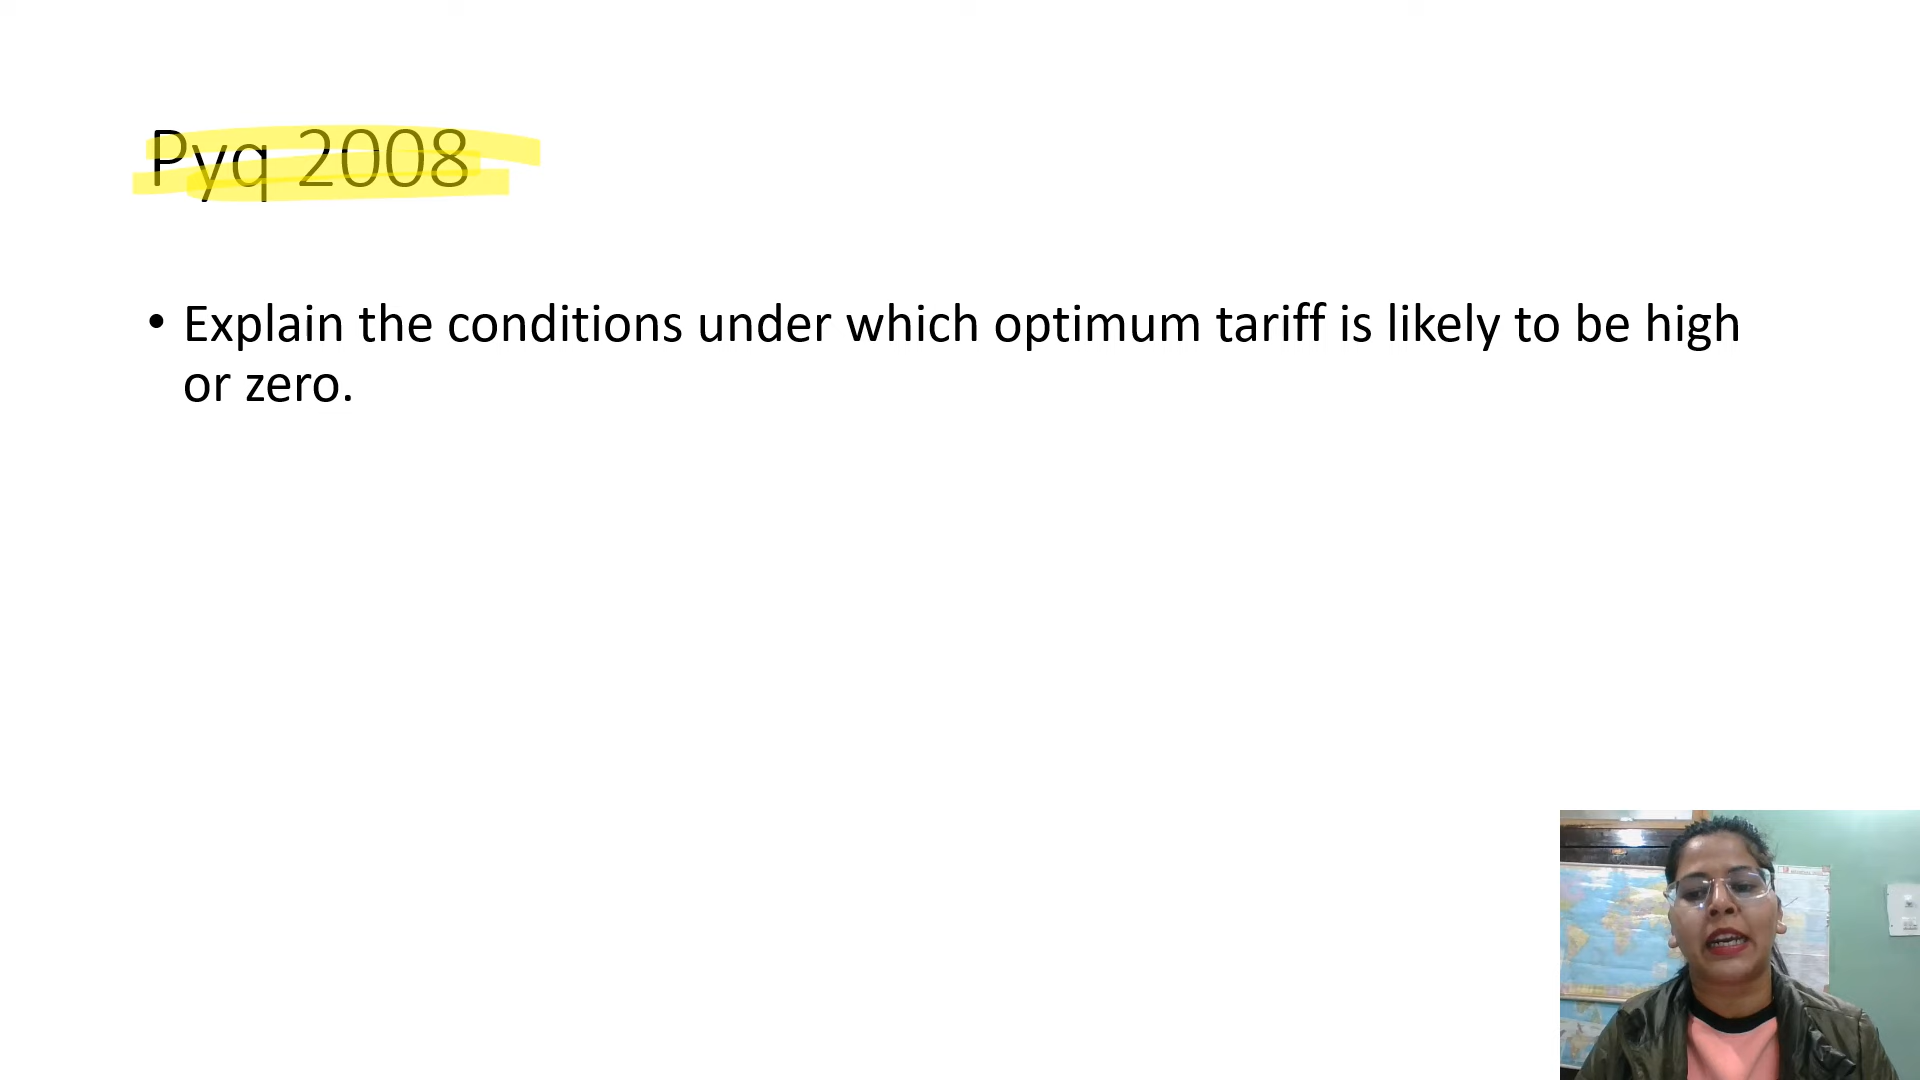 Pyq 2008
• Explain the conditions under which optimum tariff is likely to be high
or zero.